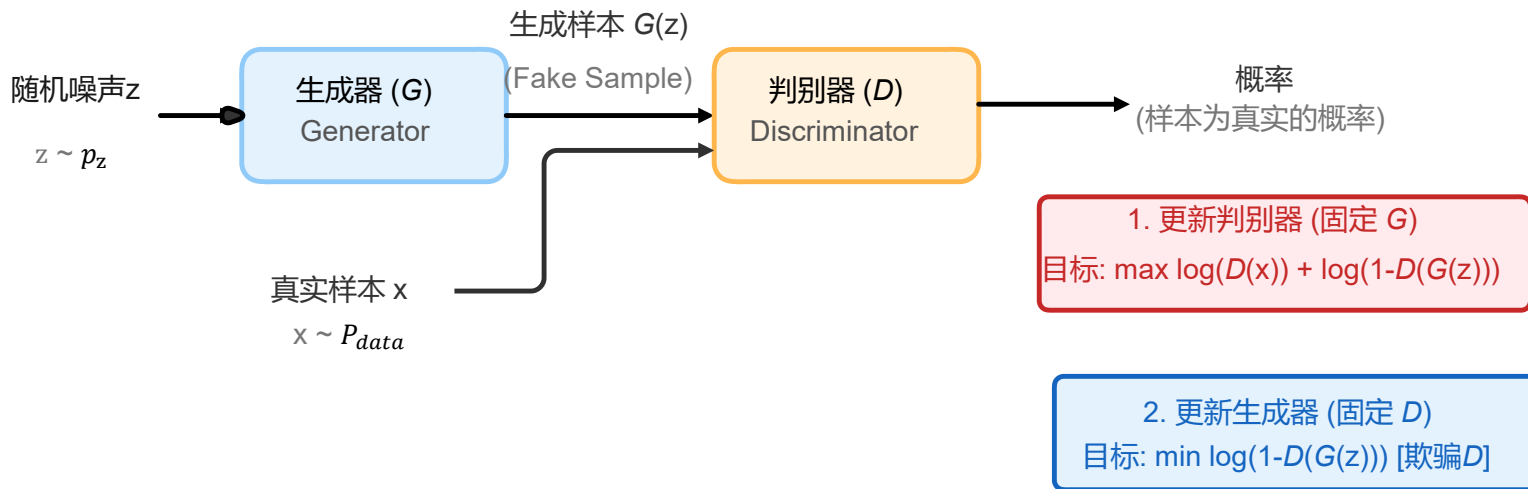 随机噪声z
z ~ p_z
生成器 (G)
Generator
生成样本 G(z)
(Fake Sample)
真实样本 x
x ~ P_data
判别器 (D)
Discriminator
概率
(样本为真实的概率)
1. 更新判别器 (固定 G)
目标: max log(D(x)) + log(1-D(G(z)))
2. 更新生成器 (固定 D)
目标: min log(1-D(G(z))) [欺骗D]